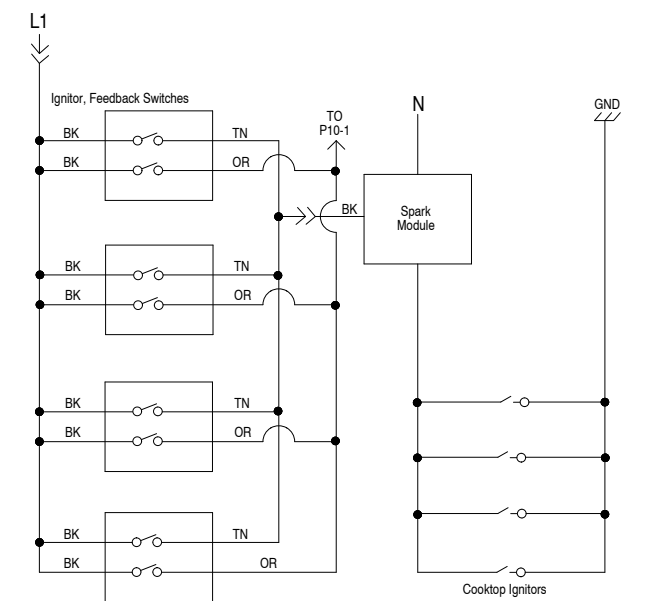 L1
Ignitor, Feedback Switches
BK TN
BK OR
TO
P10-1
N
GND
BK
Spark
Module
BK TN
BK OR
BK TN
BK OR
BK TN
BK OR
Cooktop Ignitors